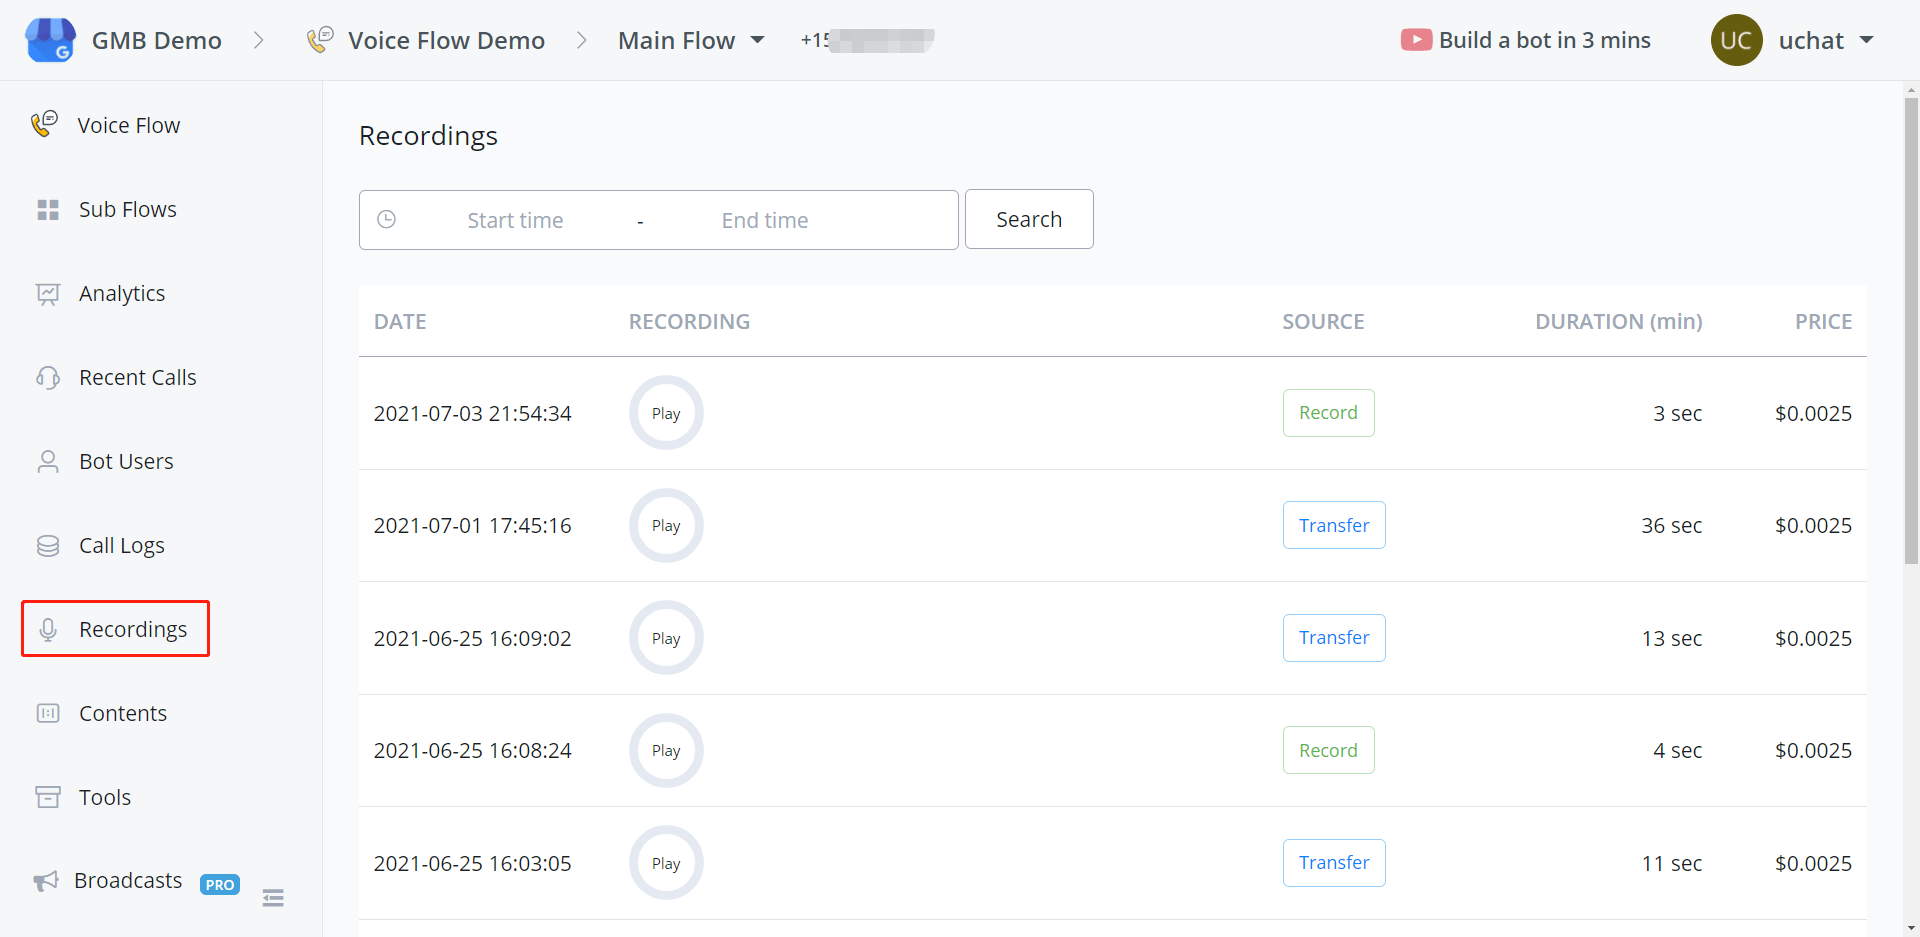 GMB Demo Voice Flow Demo Main Flow +15 Build a bot in 3 mins UC uchat
G
Voice Flow
Sub Flows
Analytics
Recent Calls
Bot Users
Call Logs
Recordings
Contents
Tools
Broadcasts PRO
Recordings
Start time - End time Search
DATE RECORDING SOURCE DURATION (min) PRICE
2021-07-03 21:54:34 Play Record 3 sec $0.0025
2021-07-01 17:45:16 Play Transfer 36 sec $0.0025
2021-06-25 16:09:02 Play Transfer 13 sec $0.0025
2021-06-25 16:08:24 Play Record 4 sec $0.0025
2021-06-25 16:03:05 Play Transfer 11 sec $0.0025